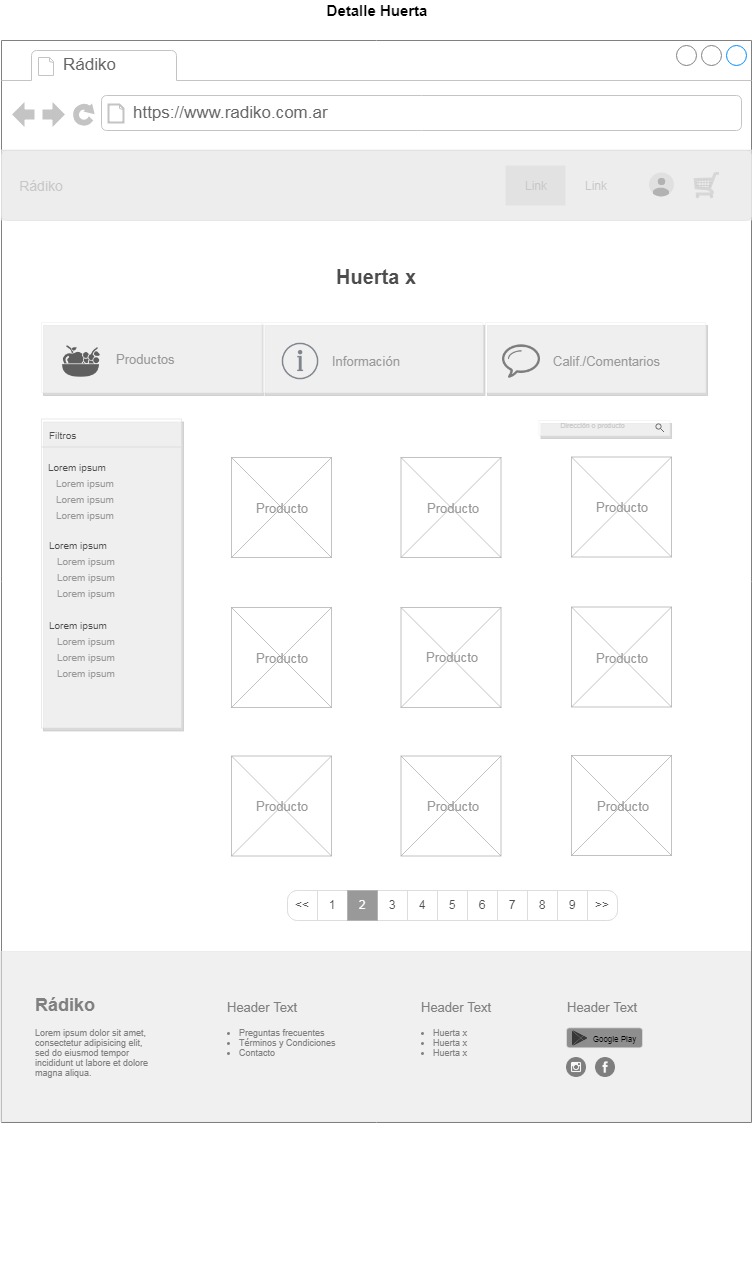 Detalle Huerta
Rádiko
https://www.radiko.com.ar
Rádiko
Link
Link
Huerta x
Productos
Información
Calif./Comentarios
Filtros
Lorem ipsum
Lorem ipsum
Lorem ipsum
Lorem ipsum
Lorem ipsum
Lorem ipsum
Lorem ipsum
Lorem ipsum
Lorem ipsum
Lorem ipsum
Lorem ipsum
Lorem ipsum
Dirección o producto
Producto Producto Producto
Producto Producto Producto
Producto Producto Producto
<< 1 2 3 4 5 6 7 8 9 >>
Rádiko
Lorem ipsum dolor sit amet,
consectetur adipisicing elit,
sed do eiusmod tempor
incididunt ut labore et dolore
magna aliqua.
Header Text
Preguntas frecuentes
Términos y Condiciones
Contacto
Header Text
Huerta x
Huerta x
Huerta x
Header Text
Google Play